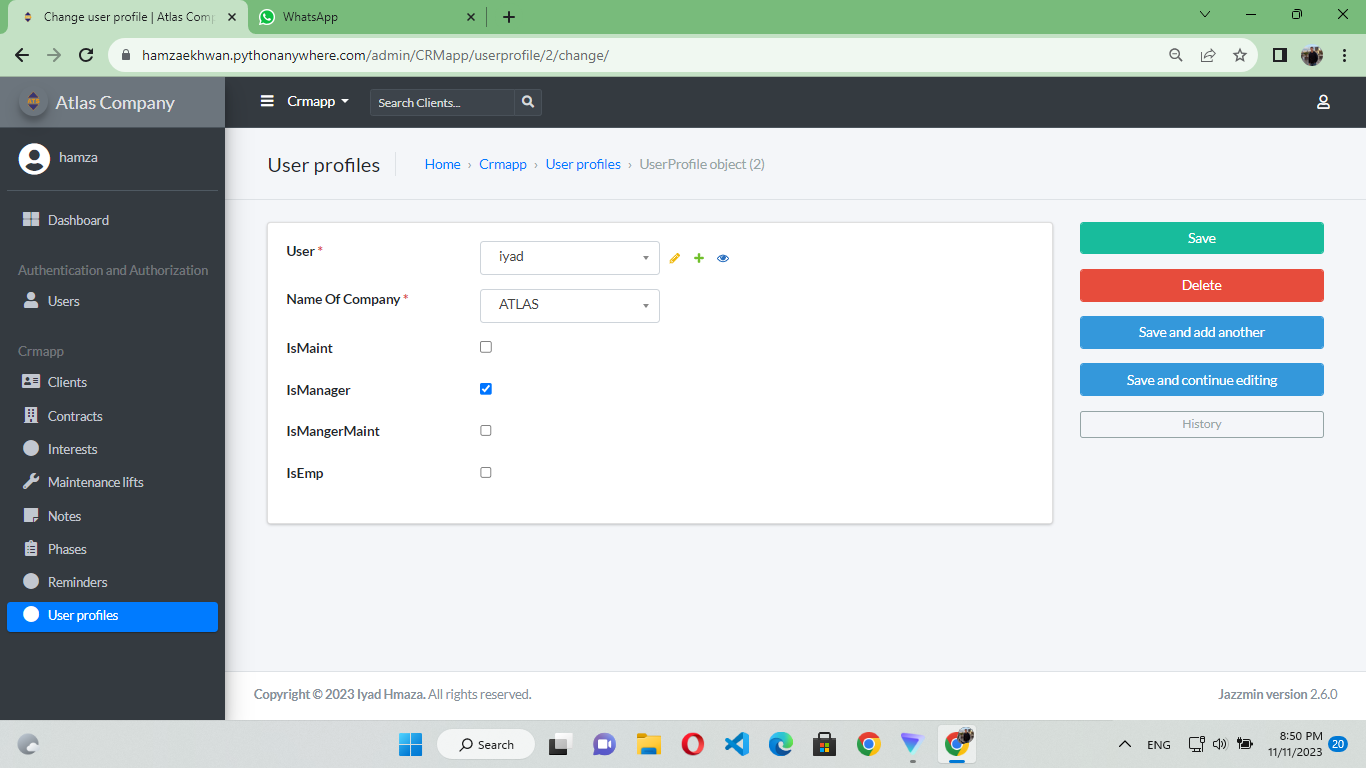 Change user profile | Atlas Comp
WhatsApp
hamzaekhwan.pythonanywhere.com/admin/CRMapp/userprofile/2/change/
Atlas Company
Crmapp
Search Clients...
hamza
User profiles
Home › Crmapp › User profiles › UserProfile object (2)
Dashboard
Authentication and Authorization
Users
Crmapp
Clients
Contracts
Interests
Maintenance lifts
Notes
Phases
Reminders
User profiles
User *
iyad
Name Of Company *
ATLAS
IsMaint
IsManager
IsMangerMaint
IsEmp
Save
Delete
Save and add another
Save and continue editing
History
Copyright © 2023 Iyad Hmaza. All rights reserved.
Jazzmin version 2.6.0
Search
ENG
8:50 PM
11/11/2023
20